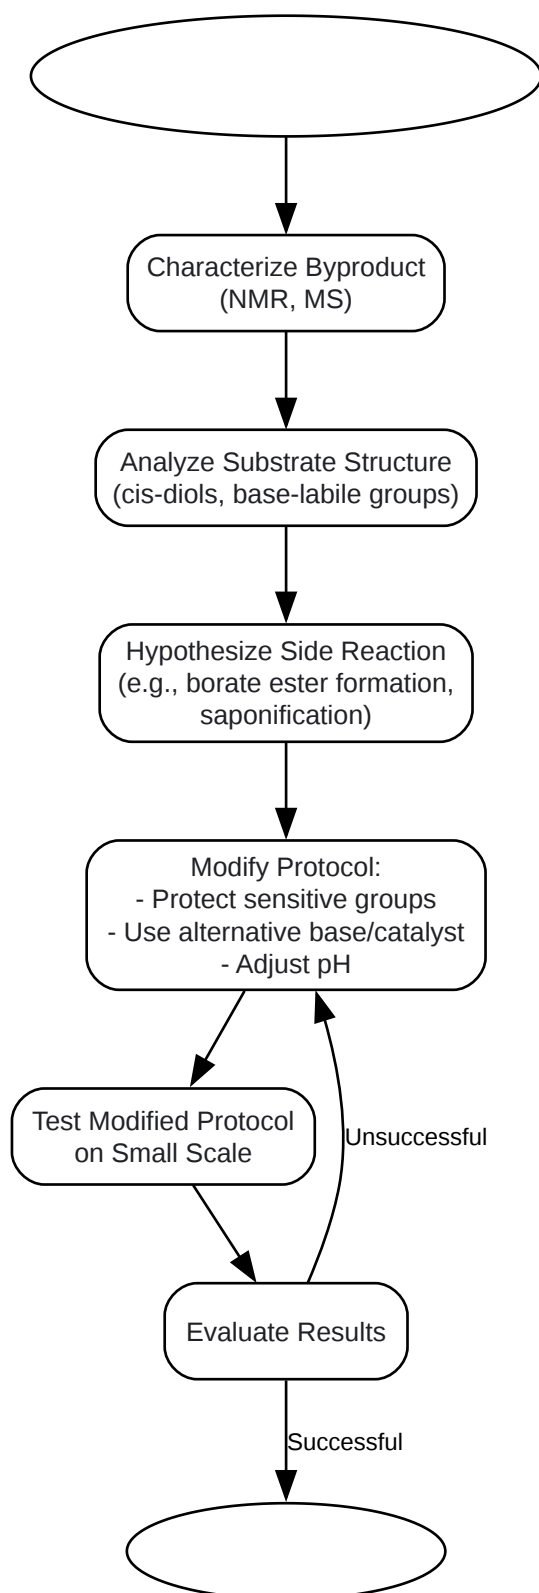 Characterize Byproduct
(NMR, MS)
Analyze Substrate Structure
(cis-diols, base-labile groups)
Hypothesize Side Reaction
(e.g., borate ester formation,
saponification)
Modify Protocol:
- Protect sensitive groups
- Use alternative base/catalyst
- Adjust pH
Test Modified Protocol
on Small Scale
Unsuccessful
Evaluate Results
Successful